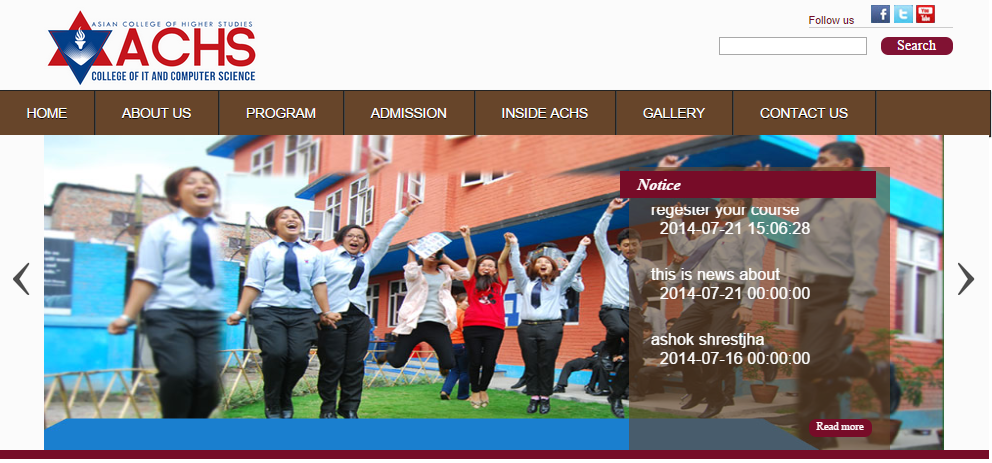 ASIAN COLLEGE OF HIGHER STUDIES
ACHS
COLLEGE OF IT AND COMPUTER SCIENCE
Follow us
You
Tube
Search
HOME
ABOUT US
PROGRAM
ADMISSION
INSIDE ACHS
GALLERY
CONTACT US
Notice
regester your course
2014-07-21 15:06:28
this is news about
2014-07-21 00:00:00
ashok shrestjha
2014-07-16 00:00:00
Read more